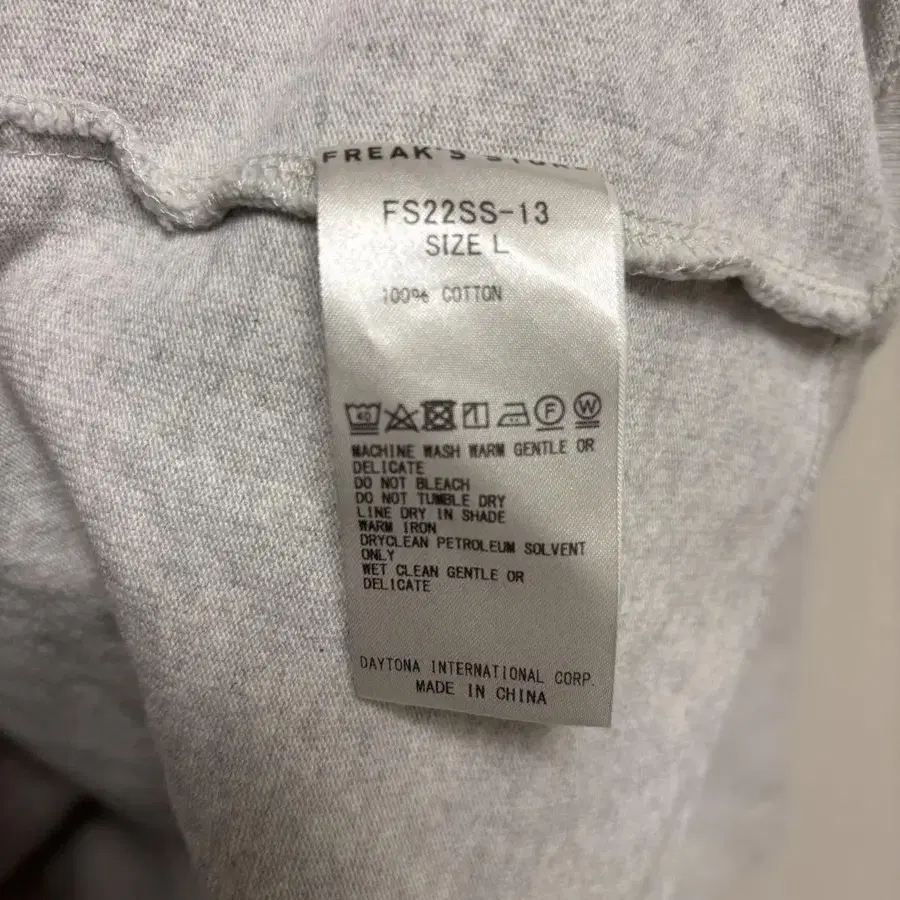 FREAK'S STORE
FS22SS-13
SIZE L
100% COTTON
40 F W
MACHINE WASH WARM GENTLE OR
DELICATE
DO NOT BLEACH
DO NOT TUMBLE DRY
LINE DRY IN SHADE
WARM IRON
DRYCLEAN PETROLEUM SOLVENT
ONLY
WET CLEAN GENTLE OR
DELICATE
DAYTONA INTERNATIONAL CORP.
MADE IN CHINA